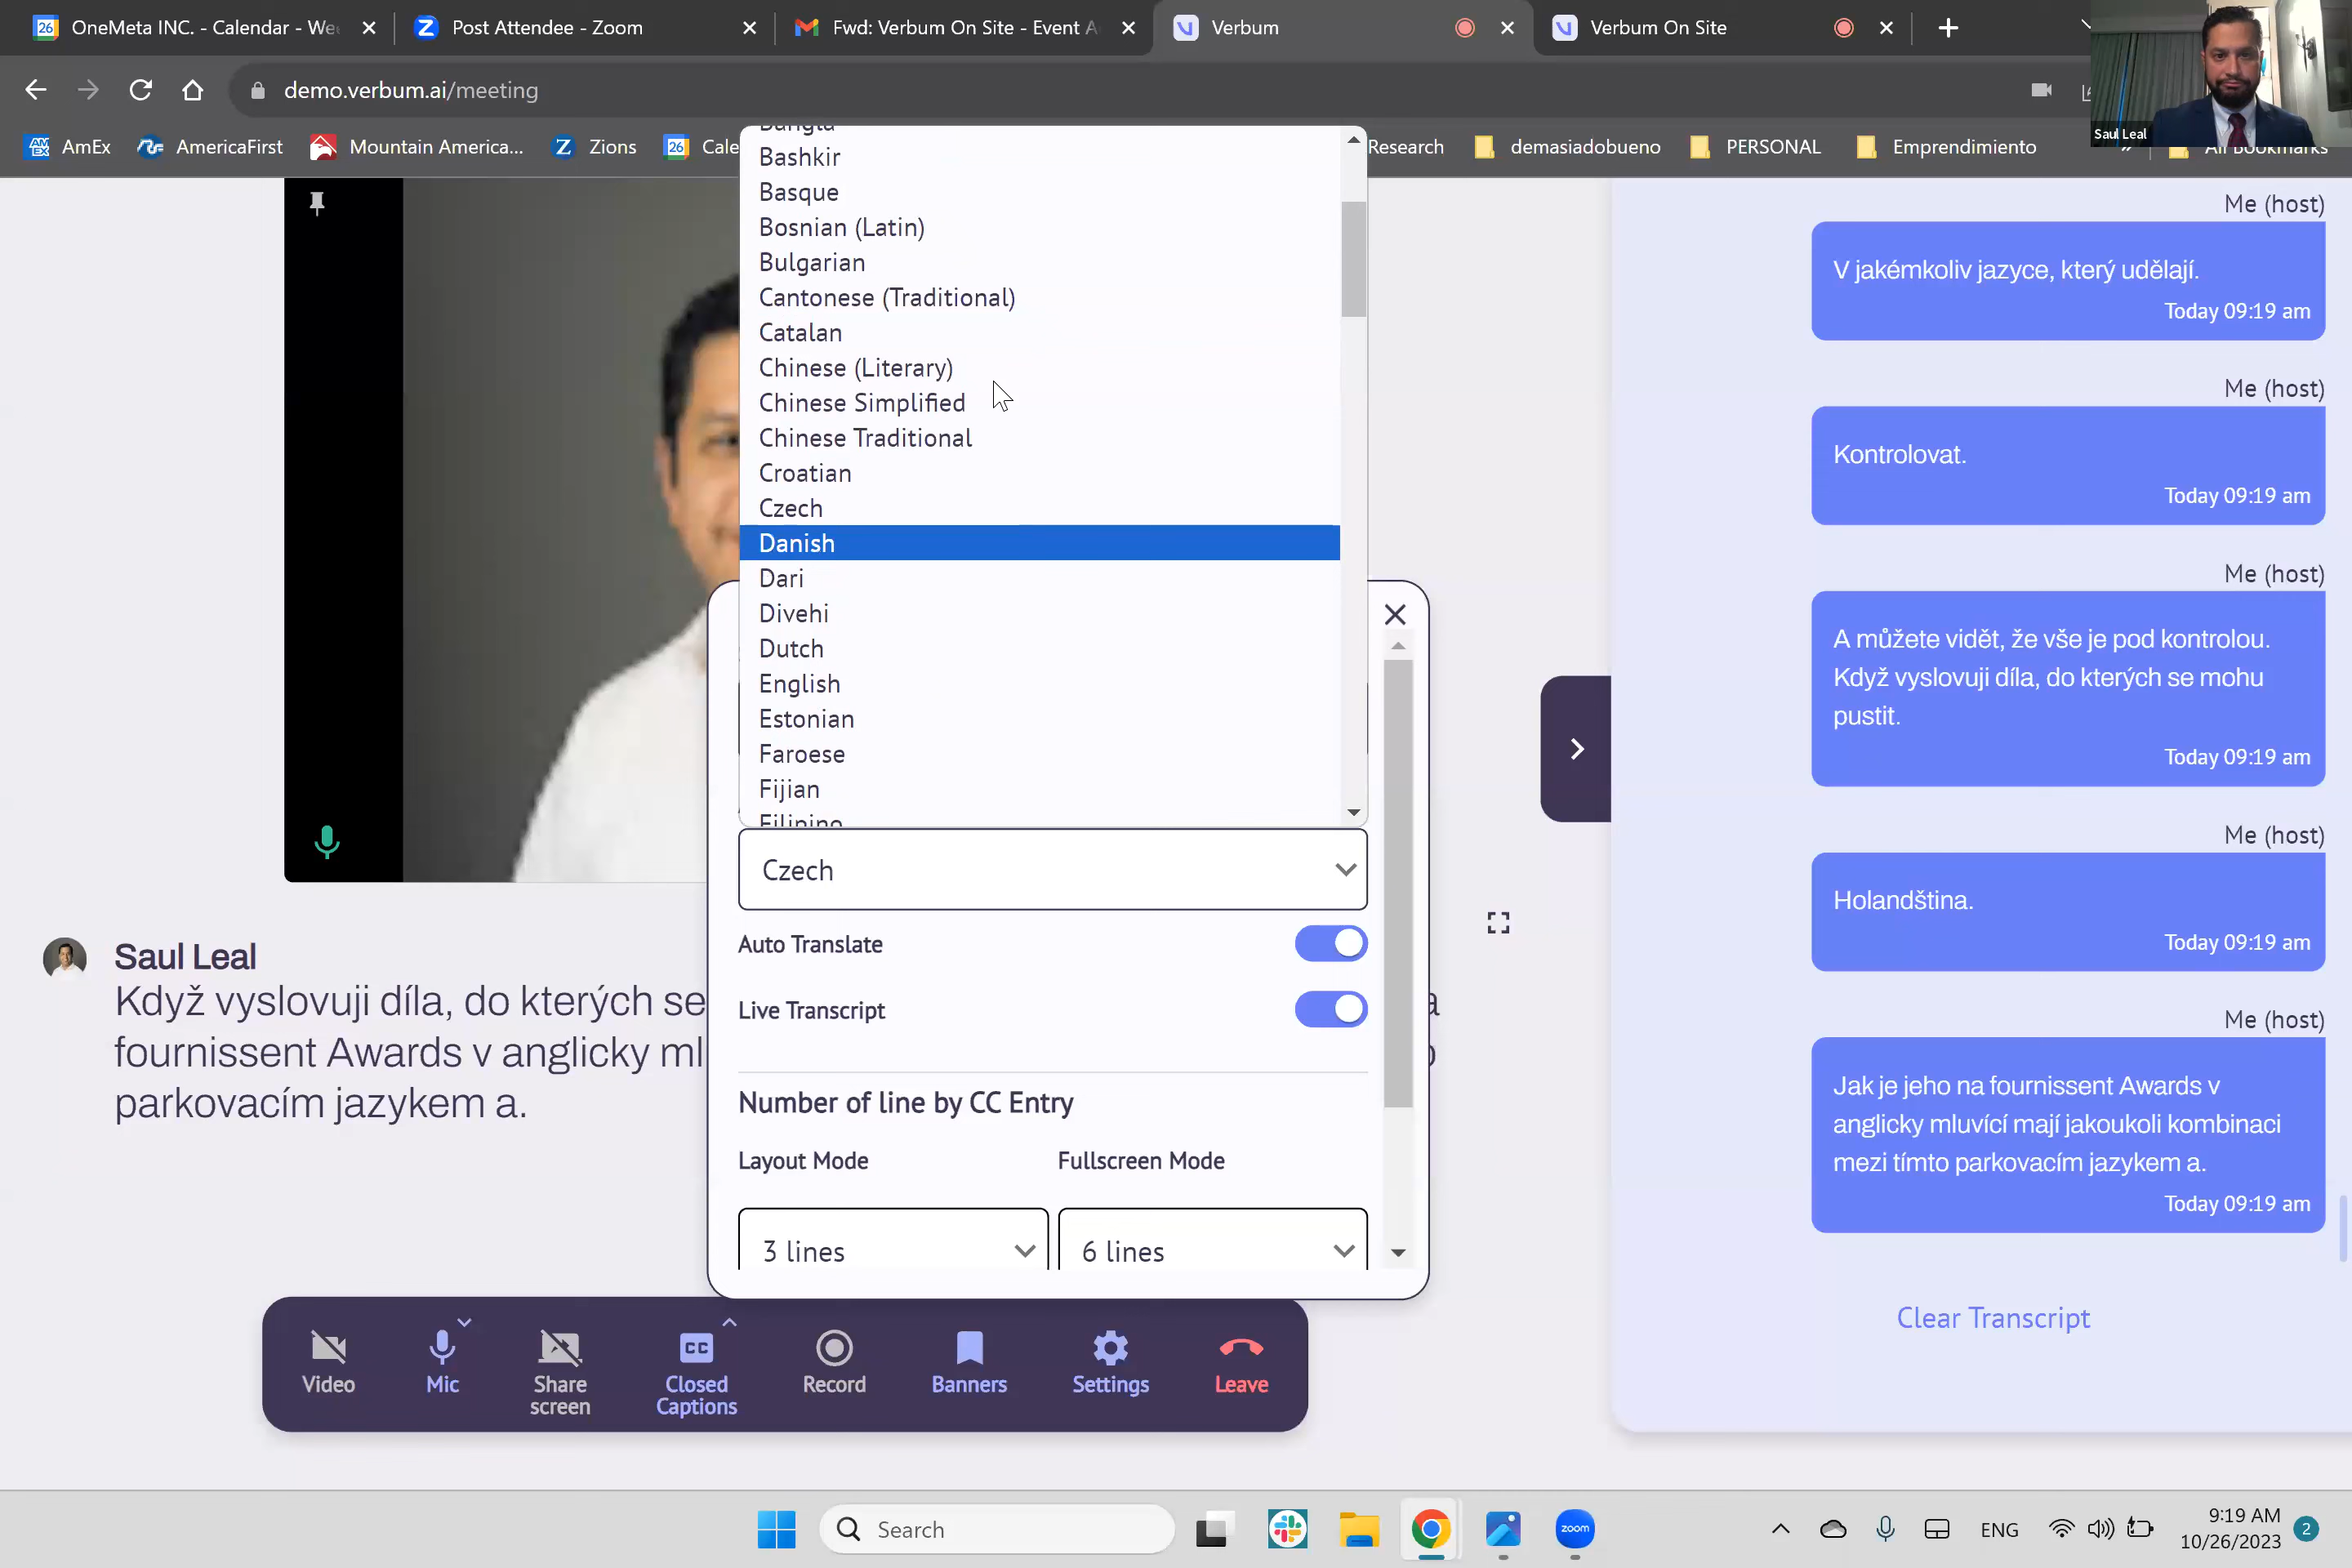 OneMeta INC. - Calendar - We
Post Attendee - Zoom
Fwd: Verbum On Site - Event A
Verbum
Verbum On Site
demo.verbum.ai/meeting
AmEx
AmericaFirst
Mountain America...
Zions
26
Cale
Research
demasiadobueno
PERSONAL
Emprendimiento
All Bookmarks
Saul Leal
Bangla
Bashkir
Basque
Bosnian (Latin)
Bulgarian
Cantonese (Traditional)
Catalan
Chinese (Literary)
Chinese Simplified
Chinese Traditional
Croatian
Czech
Danish
Dari
Divehi
Dutch
English
Estonian
Faroese
Fijian
Filipino
Czech
Auto Translate
Live Transcript
Number of line by CC Entry
Layout Mode
Fullscreen Mode
3 lines
6 lines
Saul Leal
Když vyslovuji díla, do kterých se
fournissent Awards v anglicky ml
parkovacím jazykem a.
Me (host)
V jakémkoliv jazyce, který udělají.
Today 09:19 am
Me (host)
Kontrolovat.
Today 09:19 am
Me (host)
A můžete vidět, že vše je pod kontrolou.
Když vyslovuji díla, do kterých se mohu
pustit.
Today 09:19 am
Me (host)
Holandština.
Today 09:19 am
Me (host)
Jak je jeho na fournissent Awards v
anglicky mluvící mají jakoukoli kombinaci
mezi tímto parkovacím jazykem a.
Today 09:19 am
Clear Transcript
Video
Mic
Share
screen
CC
Closed
Captions
Record
Banners
Settings
Leave
Search
zoom
ENG
9:19 AM
10/26/2023
2